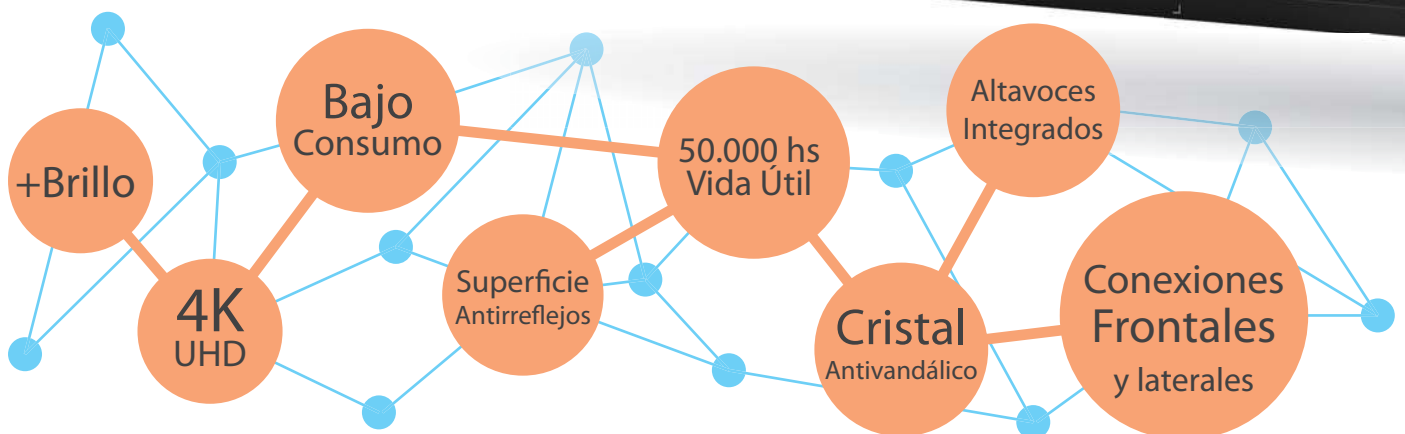 +Brillo
4K
UHD
Bajo
Consumo
Superficie
Antirreflejos
50.000 hs
Vida Útil
Cristal
Antivandálico
Altavoces
Integrados
Conexiones
Frontales
y laterales